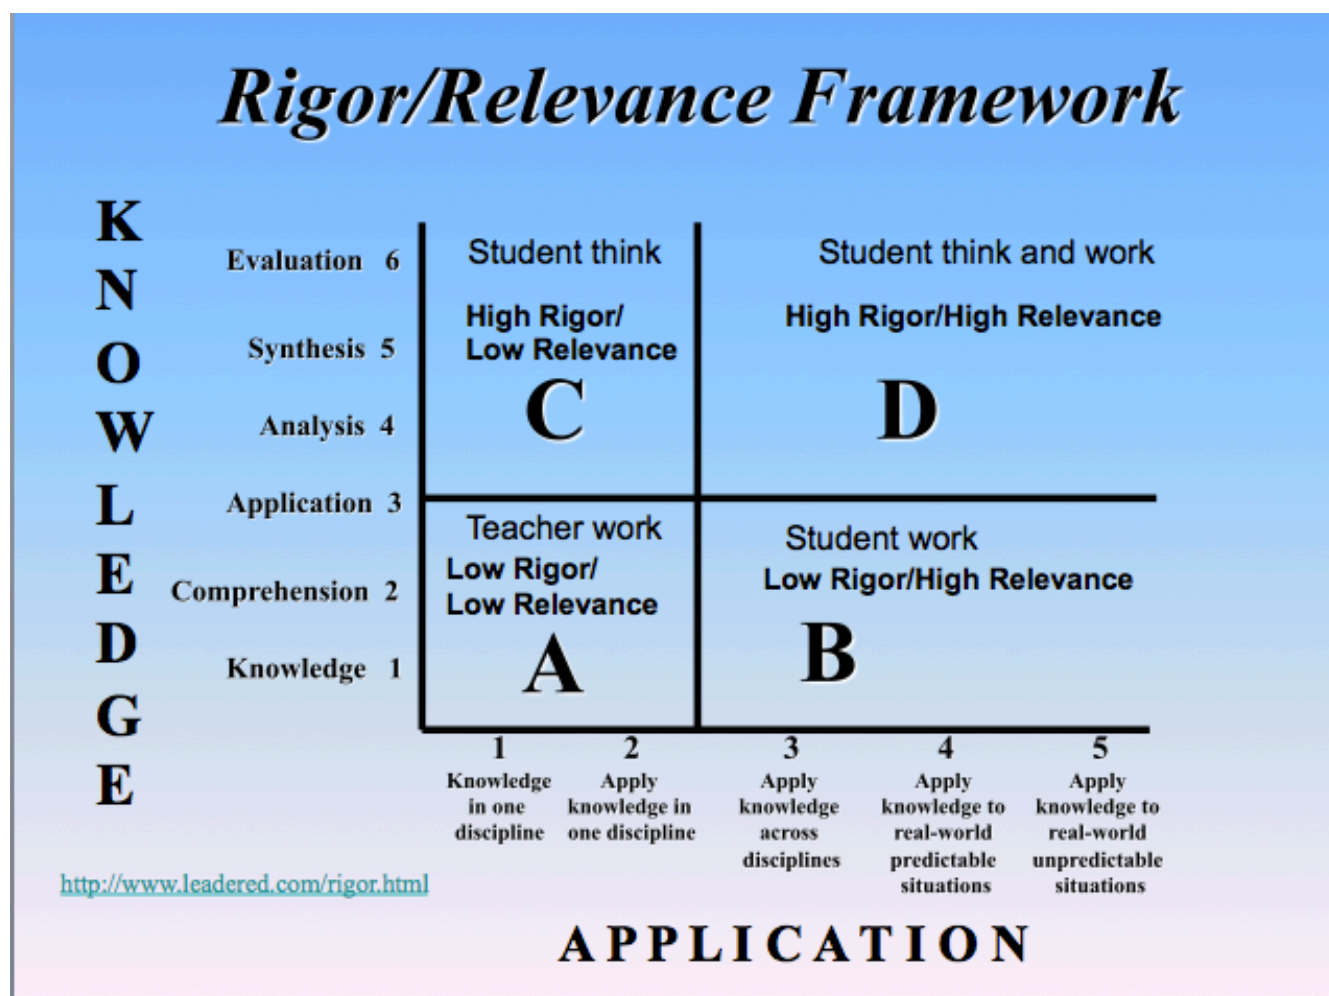 Rigor/Relevance Framework
KNOWLEDGE
Evaluation 6
Synthesis 5
Analysis 4
Application 3
Comprehension 2
Knowledge 1
Student think
High Rigor/
Low Relevance
C
Student think and work
High Rigor/High Relevance
D
Teacher work
Low Rigor/
Low Relevance
A
Student work
Low Rigor/High Relevance
B
1
Knowledge
in one
discipline
2
Apply
knowledge in
one discipline
3
Apply
knowledge
across
disciplines
4
Apply
knowledge to
real-world
predictable
situations
5
Apply
knowledge to
real-world
unpredictable
situations
http://www.leadered.com/rigor.html
APPLICATION